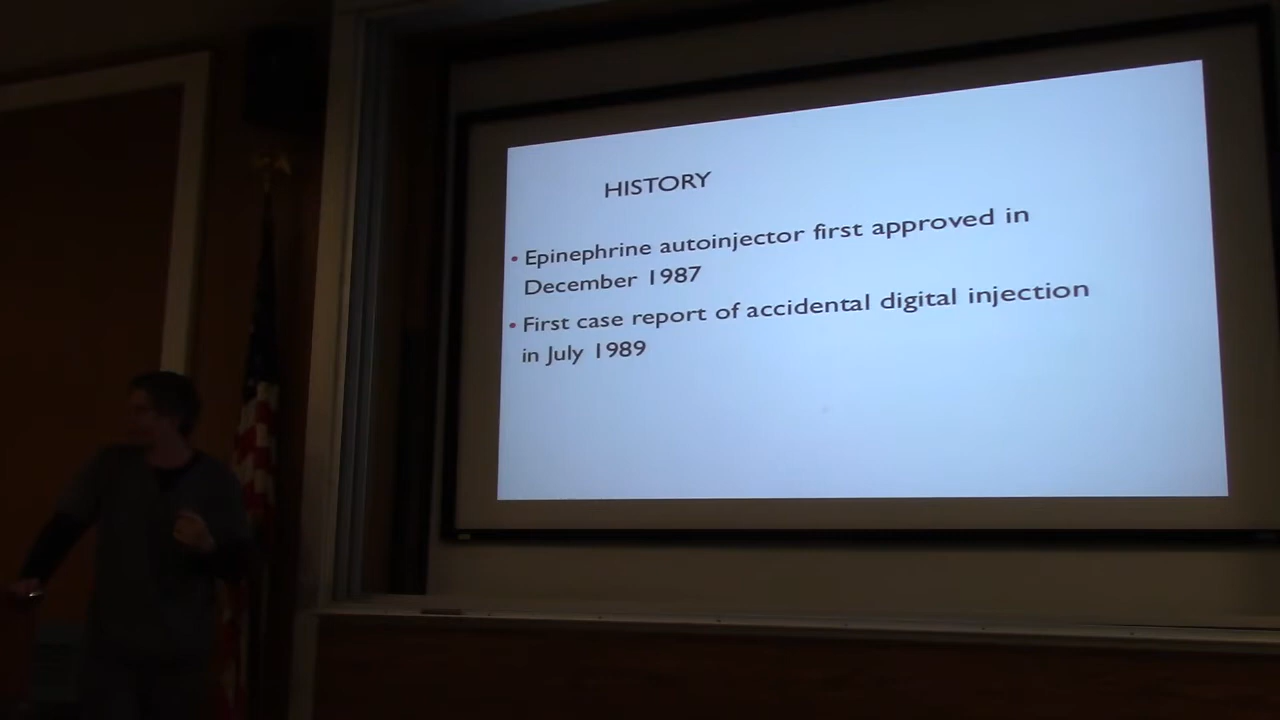 HISTORY
• Epinephrine autoinjector first approved in
December 1987
• First case report of accidental digital injection
in July 1989